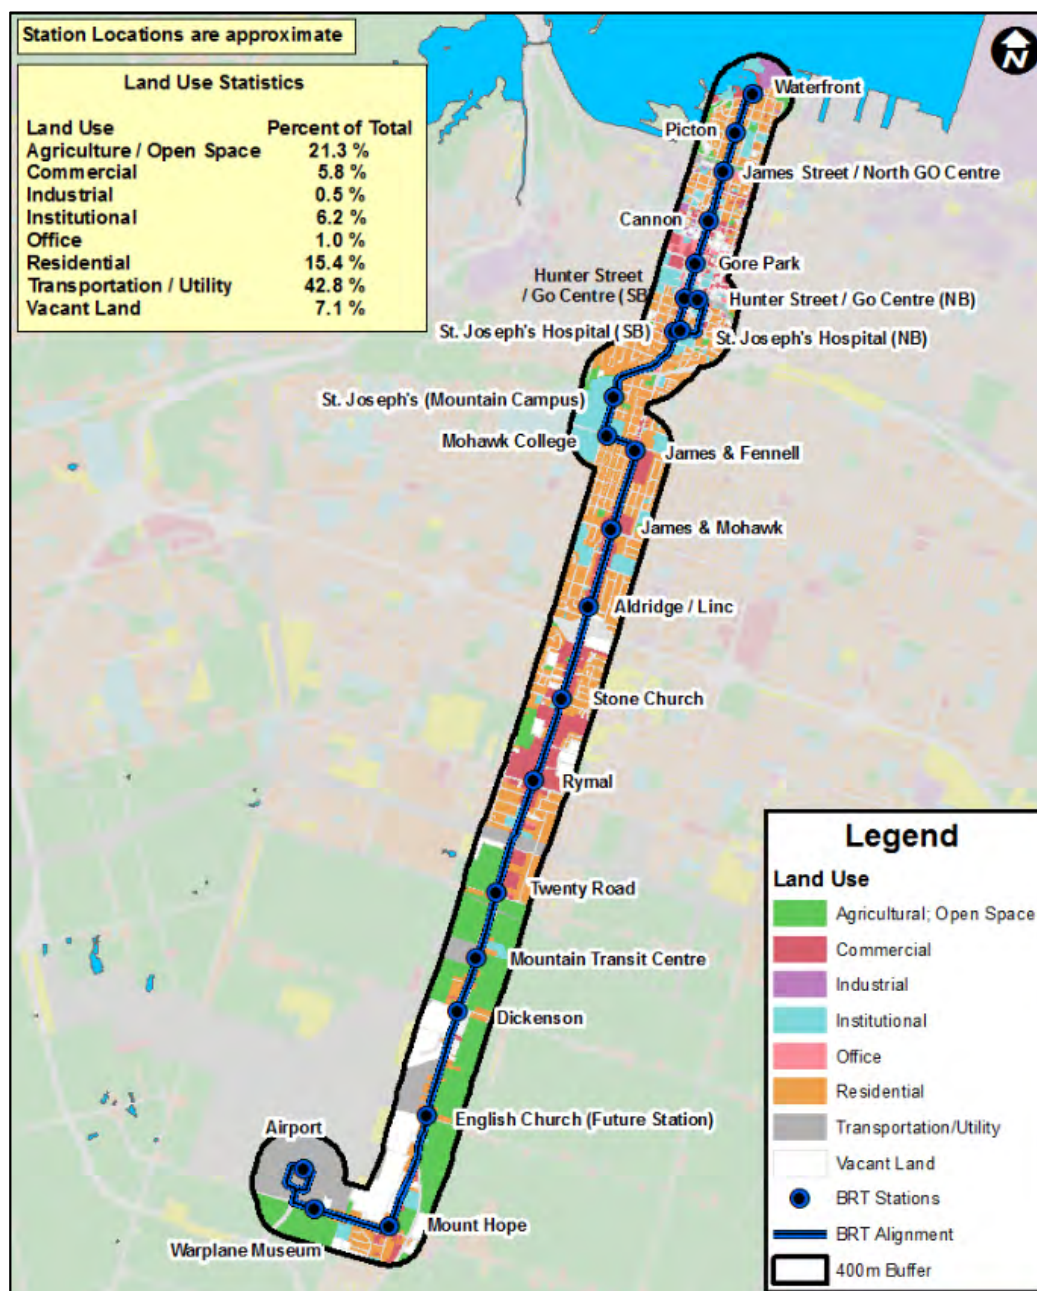 Station Locations are approximate
Land Use Statistics
Land Use Percent of Total
Agriculture / Open Space 21.3 %
Commercial 5.8 %
Industrial 0.5 %
Institutional 6.2 %
Office 1.0 %
Residential 15.4 %
Transportation / Utility 42.8 %
Vacant Land 7.1 %
N
Waterfront
Picton
James Street / North GO Centre
Cannon
Gore Park
Hunter Street
/ Go Centre (SB
Hunter Street / Go Centre (NB)
St. Joseph's Hospital (SB)
St. Joseph's Hospital (NB)
St. Joseph's (Mountain Campus)
Mohawk College
James & Fennell
James & Mohawk
Aldridge / Linc
Stone Church
Rymal
Twenty Road
Mountain Transit Centre
Dickenson
English Church (Future Station)
Airport
Mount Hope
Warplane Museum
Legend
Land Use
Agricultural; Open Space
Commercial
Industrial
Institutional
Office
Residential
Transportation/Utility
Vacant Land
BRT Stations
BRT Alignment
400m Buffer